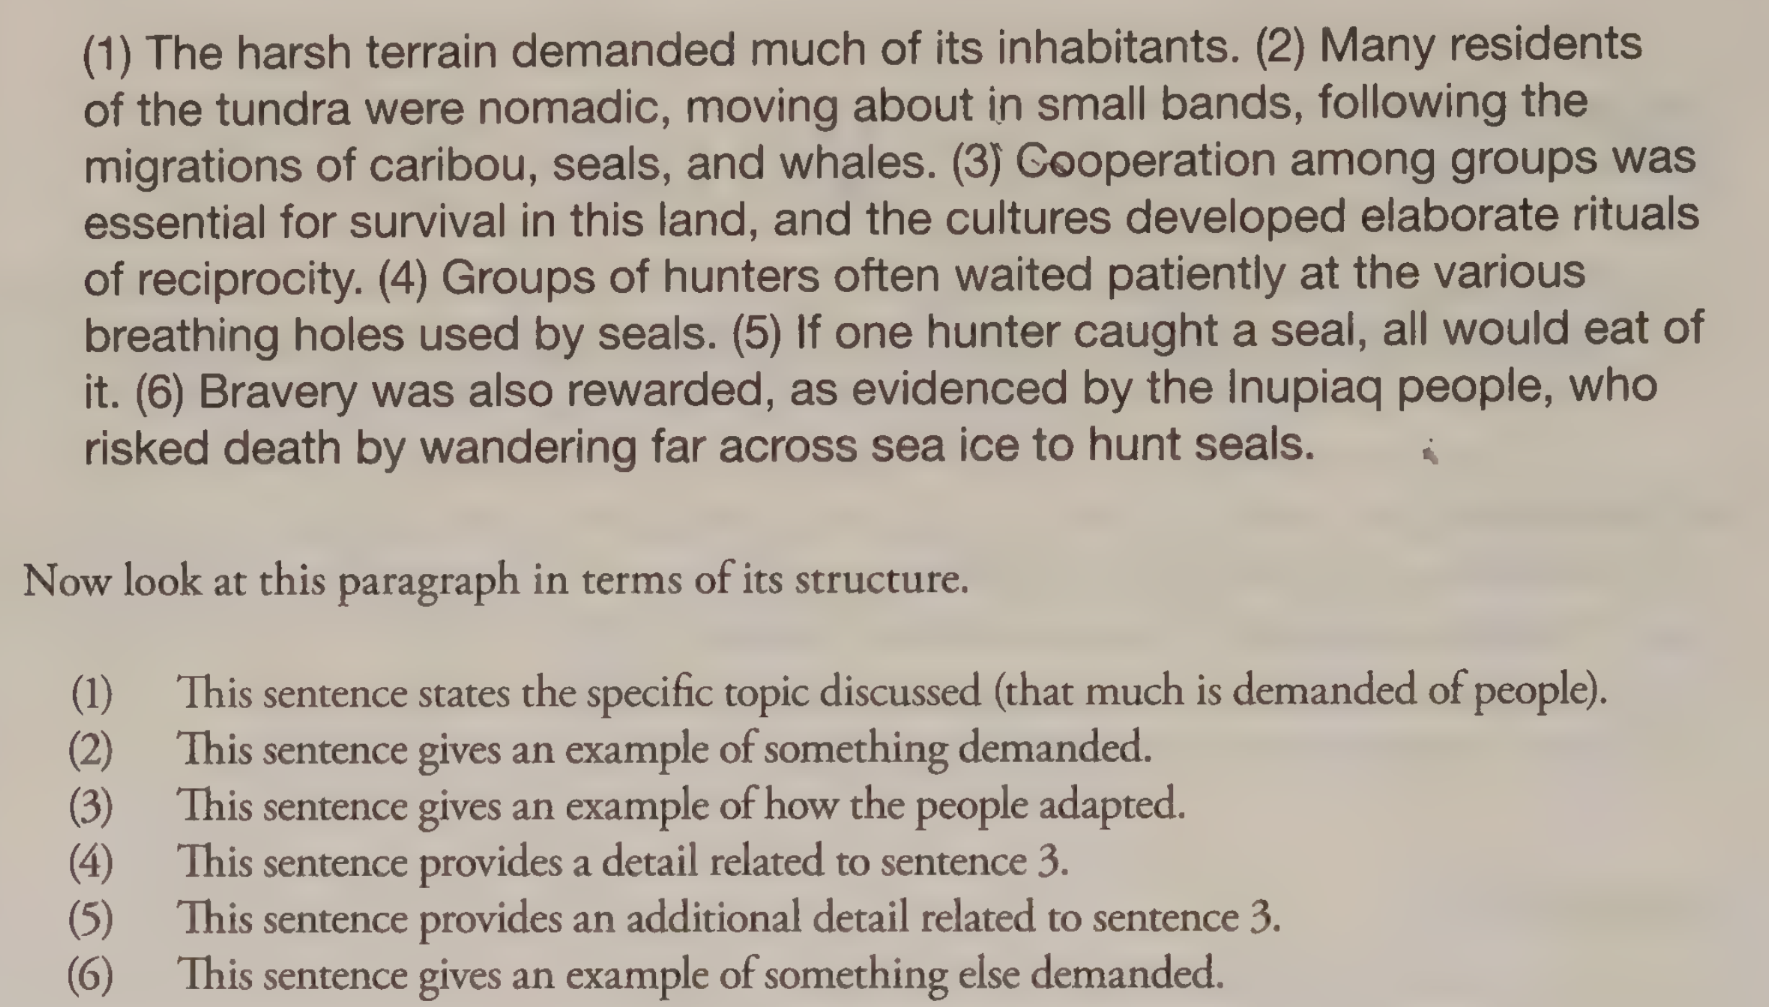 (1) The harsh terrain demanded much of its inhabitants. (2) Many residents
of the tundra were nomadic, moving about in small bands, following the
migrations of caribou, seals, and whales. (3) Cooperation among groups was
essential for survival in this land, and the cultures developed elaborate rituals
of reciprocity. (4) Groups of hunters often waited patiently at the various
breathing holes used by seals. (5) If one hunter caught a seal, all would eat of
it. (6) Bravery was also rewarded, as evidenced by the Inupiaq people, who
risked death by wandering far across sea ice to hunt seals.
Now look at this paragraph in terms of its structure.
(1) This sentence states the specific topic discussed (that much is demanded of people).
(2) This sentence gives an example of something demanded.
(3) This sentence gives an example of how the people adapted.
(4) This sentence provides a detail related to sentence 3.
(5) This sentence provides an additional detail related to sentence 3.
(6) This sentence gives an example of something else demanded.